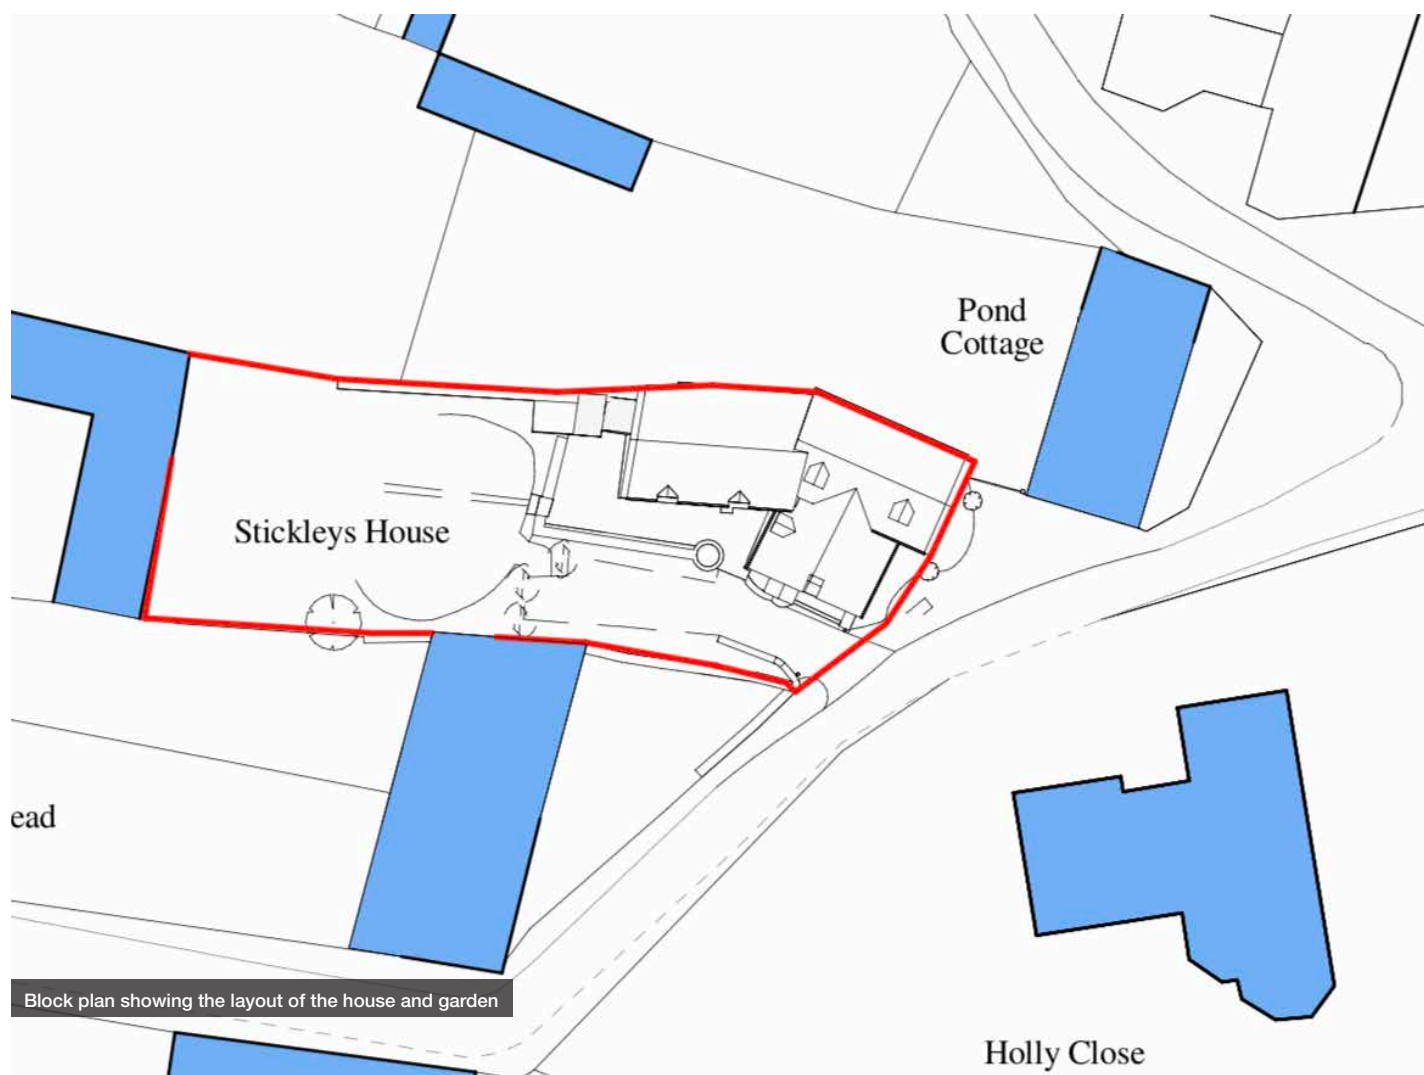 Pond
Cottage
Stickleys House
ead
Block plan showing the layout of the house and garden
Holly Close